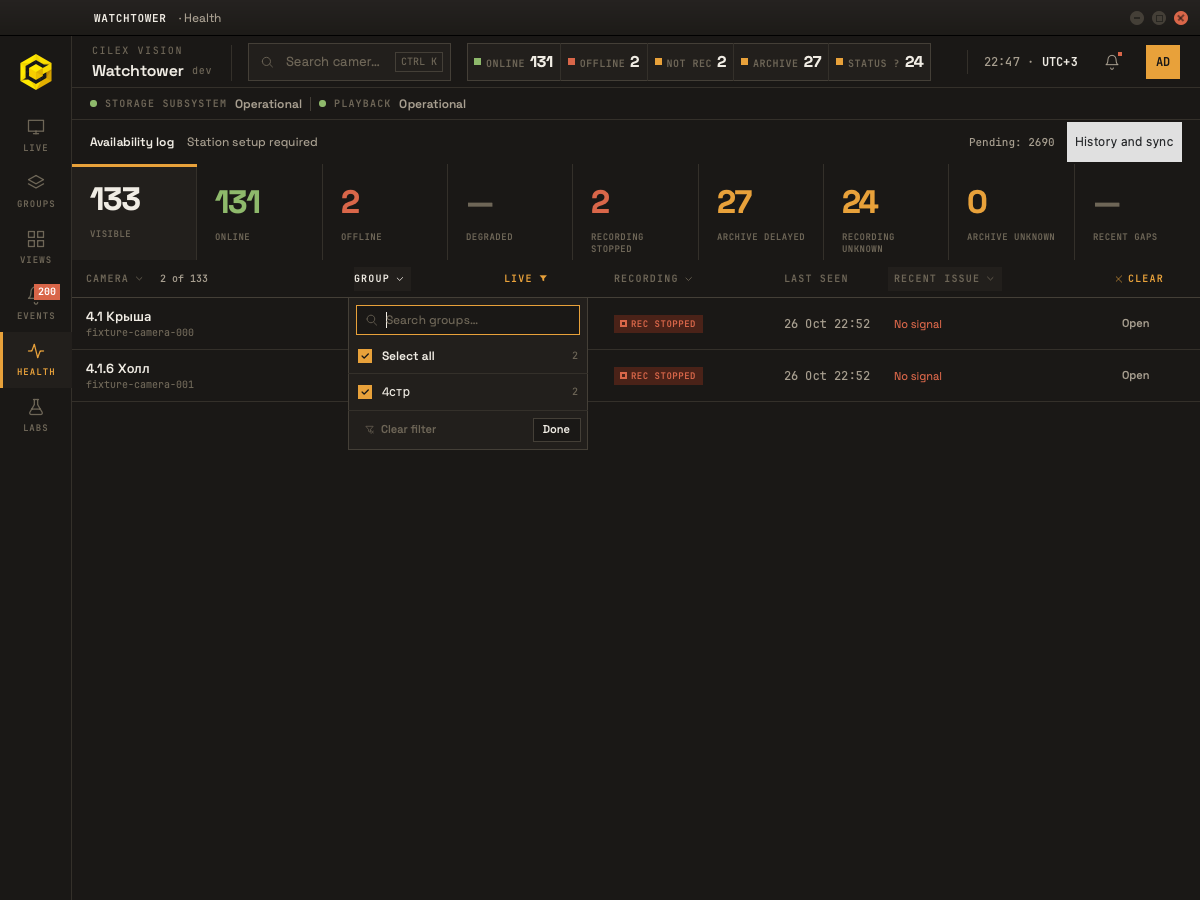 WATCHTOWER · Health
CILEX VISION
Watchtower dev
Search camer... CTRL K
ONLINE 131 OFFLINE 2 NOT REC 2 ARCHIVE 27 STATUS ? 24
22:47 · UTC+3
AD
STORAGE SUBSYSTEM Operational PLAYBACK Operational
Availability log Station setup required
Pending: 2690 History and sync
LIVE
GROUPS
VIEWS
200
EVENTS
HEALTH
LABS
133 VISIBLE
131 ONLINE
2 OFFLINE
— DEGRADED
2 RECORDING STOPPED
27 ARCHIVE DELAYED
24 RECORDING UNKNOWN
0 ARCHIVE UNKNOWN
— RECENT GAPS
CAMERA 2 of 133 GROUP LIVE RECORDING LAST SEEN RECENT ISSUE CLEAR
4.1 Крыша
fixture-camera-000
REC STOPPED 26 Oct 22:52 No signal Open
4.1.6 Холл
fixture-camera-001
REC STOPPED 26 Oct 22:52 No signal Open
Search groups...
Select all 2
4стр 2
Clear filter Done